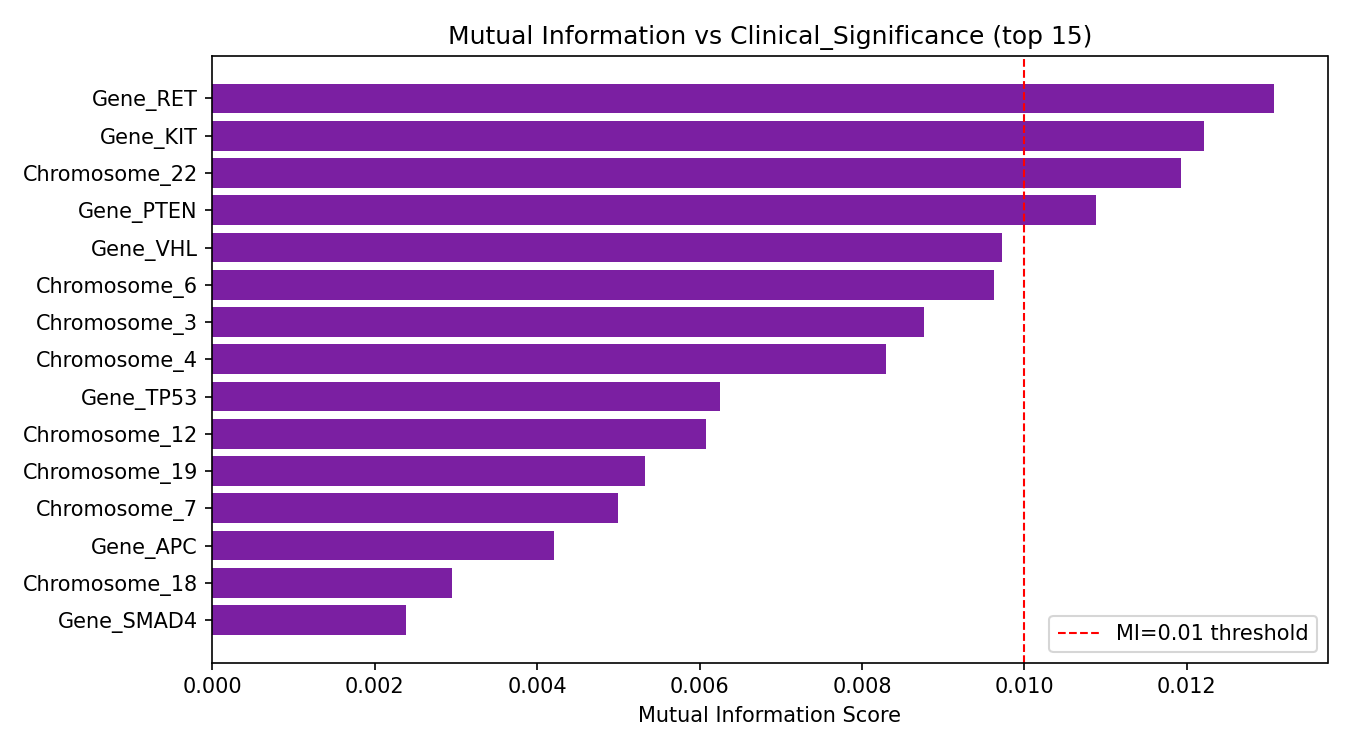 Mutual Information vs Clinical_Significance (top 15)
Gene_RET
Gene_KIT
Chromosome_22
Gene_PTEN
Gene_VHL
Chromosome_6
Chromosome_3
Chromosome_4
Gene_TP53
Chromosome_12
Chromosome_19
Chromosome_7
Gene_APC
Chromosome_18
Gene_SMAD4
MI=0.01 threshold
0.000 0.002 0.004 0.006 0.008 0.010 0.012
Mutual Information Score